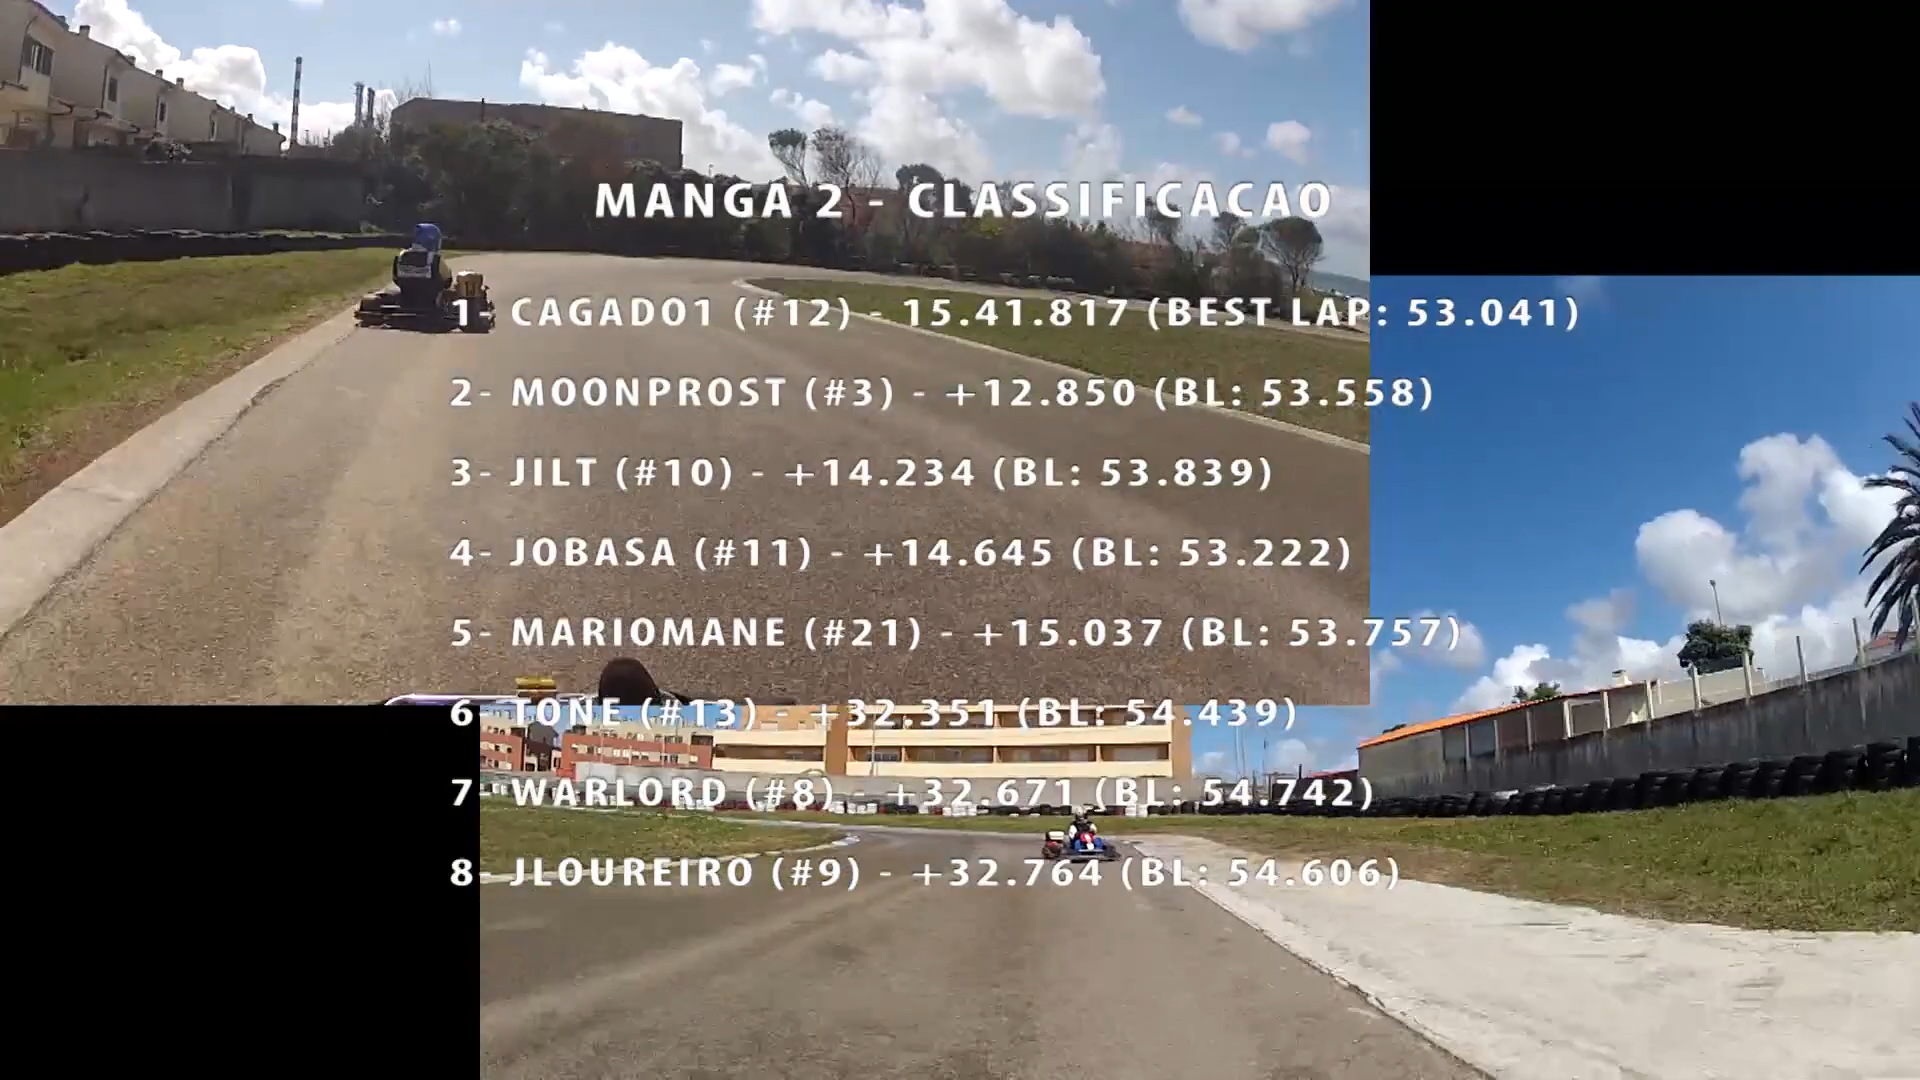 MANGA 2 - CLASSIFICACAO
1- CAGADO1 (#12) - 15.41.817 (BEST LAP: 53.041)
2- MOONPROST (#3) - +12.850 (BL: 53.558)
3- JILT (#10) - +14.234 (BL: 53.839)
4- JOBASA (#11) - +14.645 (BL: 53.222)
5- MARIOMANE (#21) - +15.037 (BL: 53.757)
6- TONE (#13) - +32.351 (BL: 54.439)
7- WARLORD (#8) - +32.671 (BL: 54.742)
8- JLOUREIRO (#9) - +32.764 (BL: 54.606)